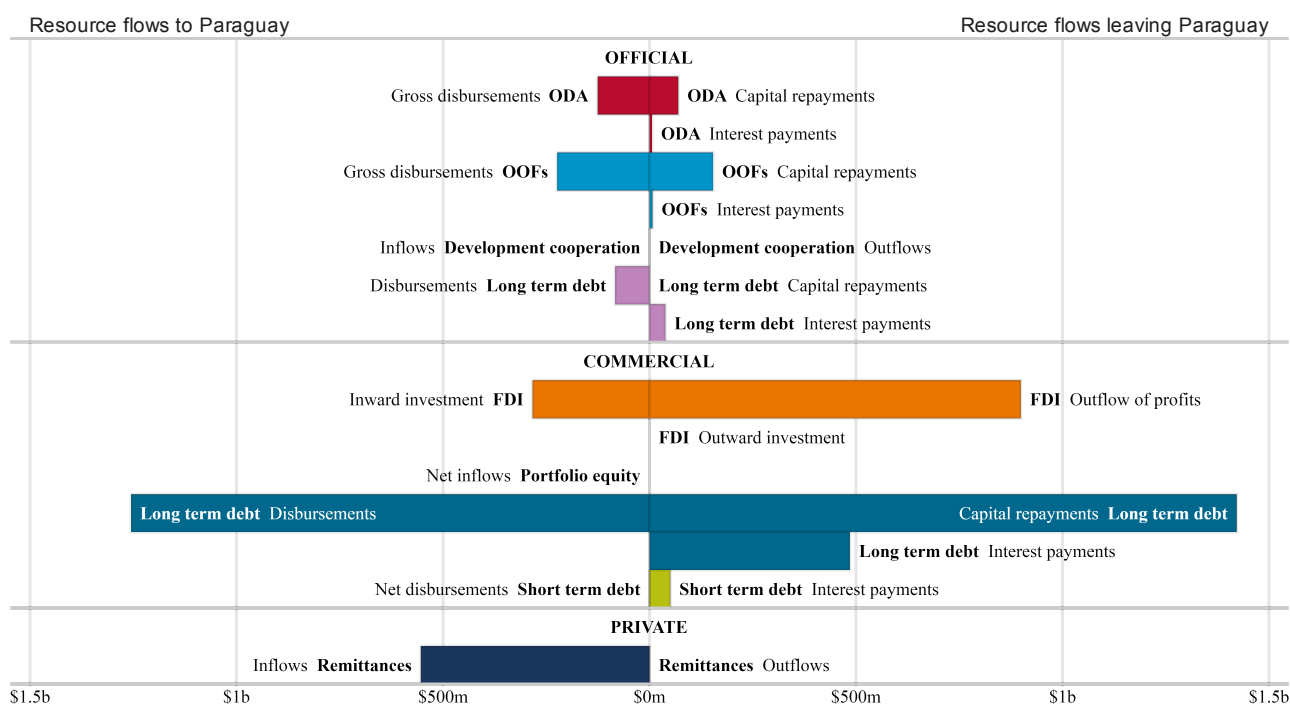 Resource flows to Paraguay
Resource flows leaving Paraguay
OFFICIAL
Gross disbursements ODA
ODA Capital repayments
ODA Interest payments
Gross disbursements OOFs
OOFs Capital repayments
OOFs Interest payments
Inflows Development cooperation
Development cooperation Outflows
Disbursements Long term debt
Long term debt Capital repayments
Long term debt Interest payments
COMMERCIAL
Inward investment FDI
FDI Outflow of profits
FDI Outward investment
Net inflows Portfolio equity
Long term debt Disbursements
Capital repayments Long term debt
Long term debt Interest payments
Net disbursements Short term debt
Short term debt Interest payments
PRIVATE
Inflows Remittances
Remittances Outflows
$1.5b $1b $500m $0m $500m $1b $1.5b